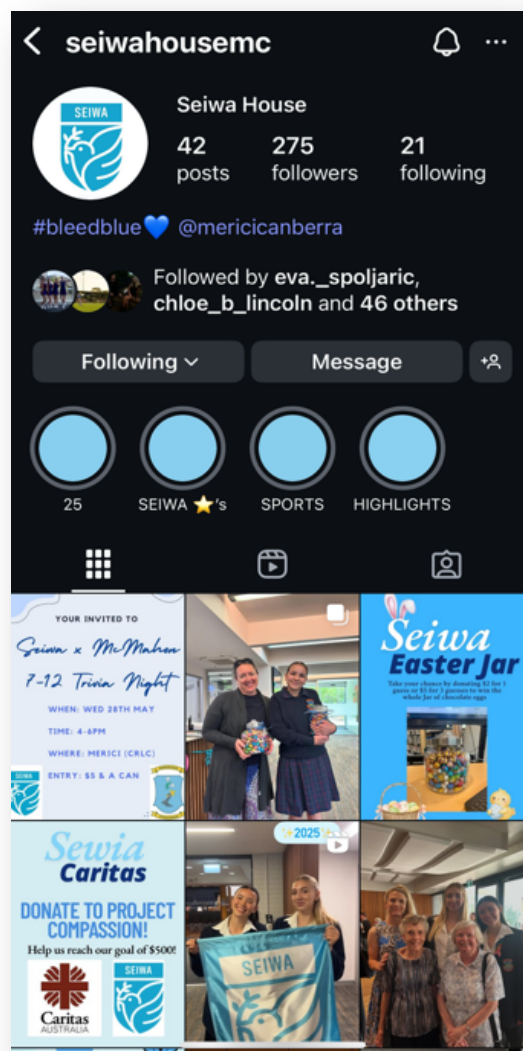 seiwahousemc
SEIWA
Seiwa House
42
275
21
posts
followers
following
#bleedblue💙 @mericicanberra
Followed by eva._spoljaric,
chloe_b_lincoln and 46 others
Following
Message
25
SEIWA ⭐'s
SPORTS
HIGHLIGHTS
YOUR INVITED TO
Seiwa x McMahon
7-12 Trivia Night
WHEN: WED 28TH MAY
TIME: 4-6PM
WHERE: MERICI (CRLC)
ENTRY: $5 & A CAN
Seiwa
Easter Jar
Take your chance by donating $2 for 1
guess or $5 for 3 guesses to win the
whole Jar of chocolate eggs
Sewia
Caritas
DONATE TO PROJECT
COMPASSION!
Help us reach our goal of $500!
Caritas
AUSTRALIA
SEIWA
✨2025✨
SEIWA